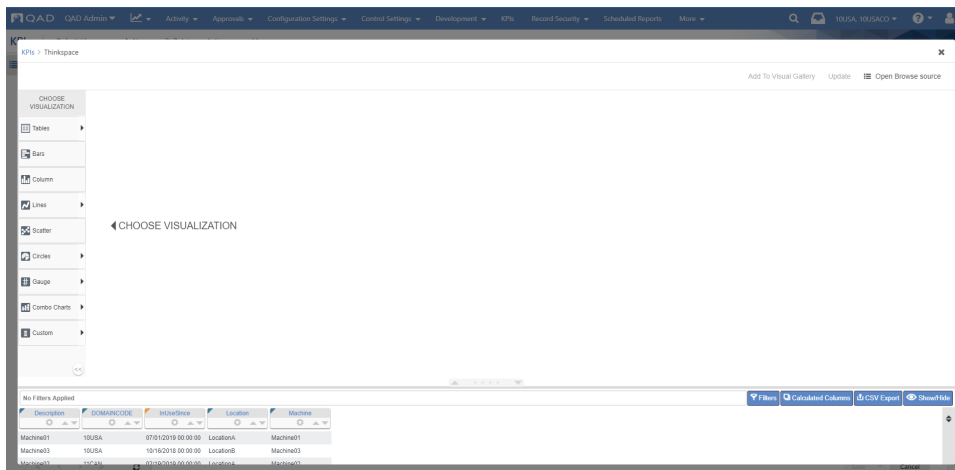 QAD QAD Admin Activity Approvals Configuration Settings Control Settings Development KPIs Record Security Scheduled Reports More 10USA, 10USACO
KPIs > Thinkspace
Add To Visual Gallery Update Open Browse source
CHOOSE
VISUALIZATION
Tables
Bars
Column
Lines
CHOOSE VISUALIZATION
Scatter
Circles
Gauge
Combo Charts
Custom
<<
No Filters Applied Filters Calculated Columns CSV Export Show/Hide
Description DOMAINCODE InUseSince Location Machine
Machine01 10USA 07/01/2019 00:00:00 LocationA Machine01
Machine03 10USA 10/16/2018 00:00:00 LocationB Machine03
Cancel